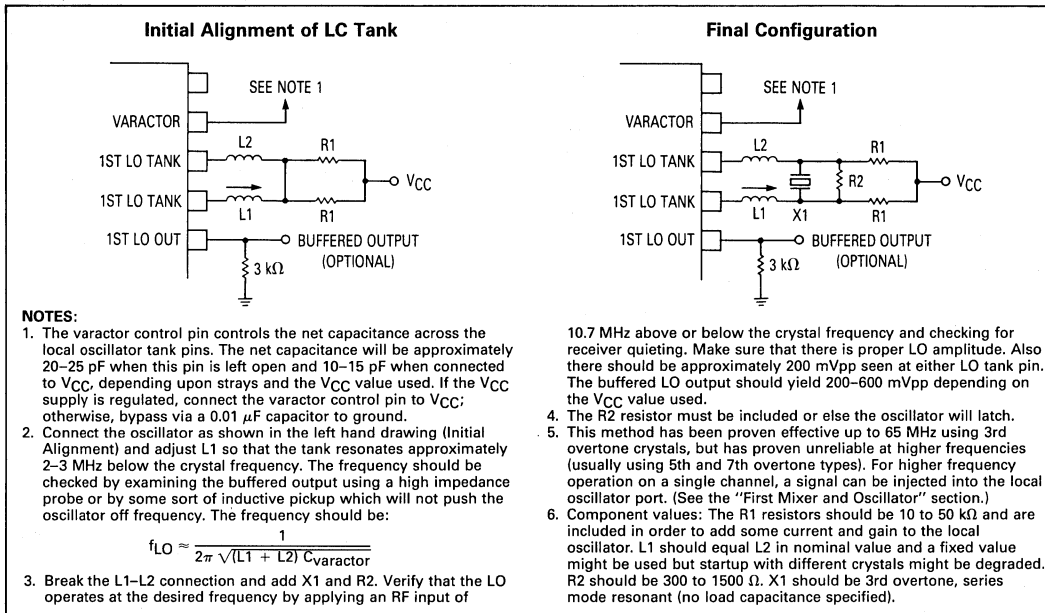 Initial Alignment of LC Tank
SEE NOTE 1
VARACTOR
L2
R1
1ST LO TANK
VCC
1ST LO TANK
L1
R1
1ST LO OUT
BUFFERED OUTPUT
(OPTIONAL)
3 kΩ
Final Configuration
SEE NOTE 1
VARACTOR
L2
R1
1ST LO TANK
R2
VCC
1ST LO TANK
L1
X1
R1
1ST LO OUT
BUFFERED OUTPUT
(OPTIONAL)
3 kΩ
NOTES:
1. The varactor control pin controls the net capacitance across the
local oscillator tank pins. The net capacitance will be approximately
20–25 pF when this pin is left open and 10–15 pF when connected
to VCC, depending upon strays and the VCC value used. If the VCC
supply is regulated, connect the varactor control pin to VCC;
otherwise, bypass via a 0.01 μF capacitor to ground.
2. Connect the oscillator as shown in the left hand drawing (Initial
Alignment) and adjust L1 so that the tank resonates approximately
2–3 MHz below the crystal frequency. The frequency should be
checked by examining the buffered output using a high impedance
probe or by some sort of inductive pickup which will not push the
oscillator off frequency. The frequency should be:
fLO ≈ 1 / 2π √(L1 + L2) Cvaractor
3. Break the L1–L2 connection and add X1 and R2. Verify that the LO
operates at the desired frequency by applying an RF input of
10.7 MHz above or below the crystal frequency and checking for
receiver quieting. Make sure that there is proper LO amplitude. Also
there should be approximately 200 mVpp seen at either LO tank pin.
The buffered LO output should yield 200–600 mVpp depending on
the VCC value used.
4. The R2 resistor must be included or else the oscillator will latch.
5. This method has been proven effective up to 65 MHz using 3rd
overtone crystals, but has proven unreliable at higher frequencies
(usually using 5th and 7th overtone types). For higher frequency
operation on a single channel, a signal can be injected into the local
oscillator port. (See the "First Mixer and Oscillator" section.)
6. Component values: The R1 resistors should be 10 to 50 kΩ and are
included in order to add some current and gain to the local
oscillator. L1 should equal L2 in nominal value and a fixed value
might be used but startup with different crystals might be degraded.
R2 should be 300 to 1500 Ω. X1 should be 3rd overtone, series
mode resonant (no load capacitance specified).